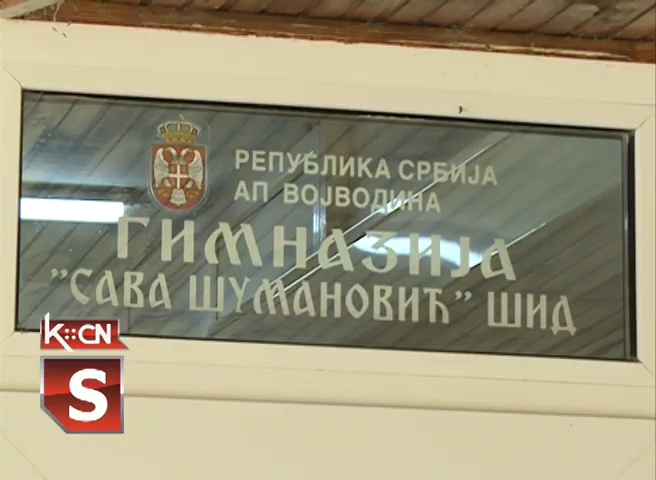 РЕПУБЛИКА СРБИЈА
АП ВОЈВОДИНА
ГИМНАЗИЈА
"САВА ШУМАНОВИЋ" ШИД
K::CN
S